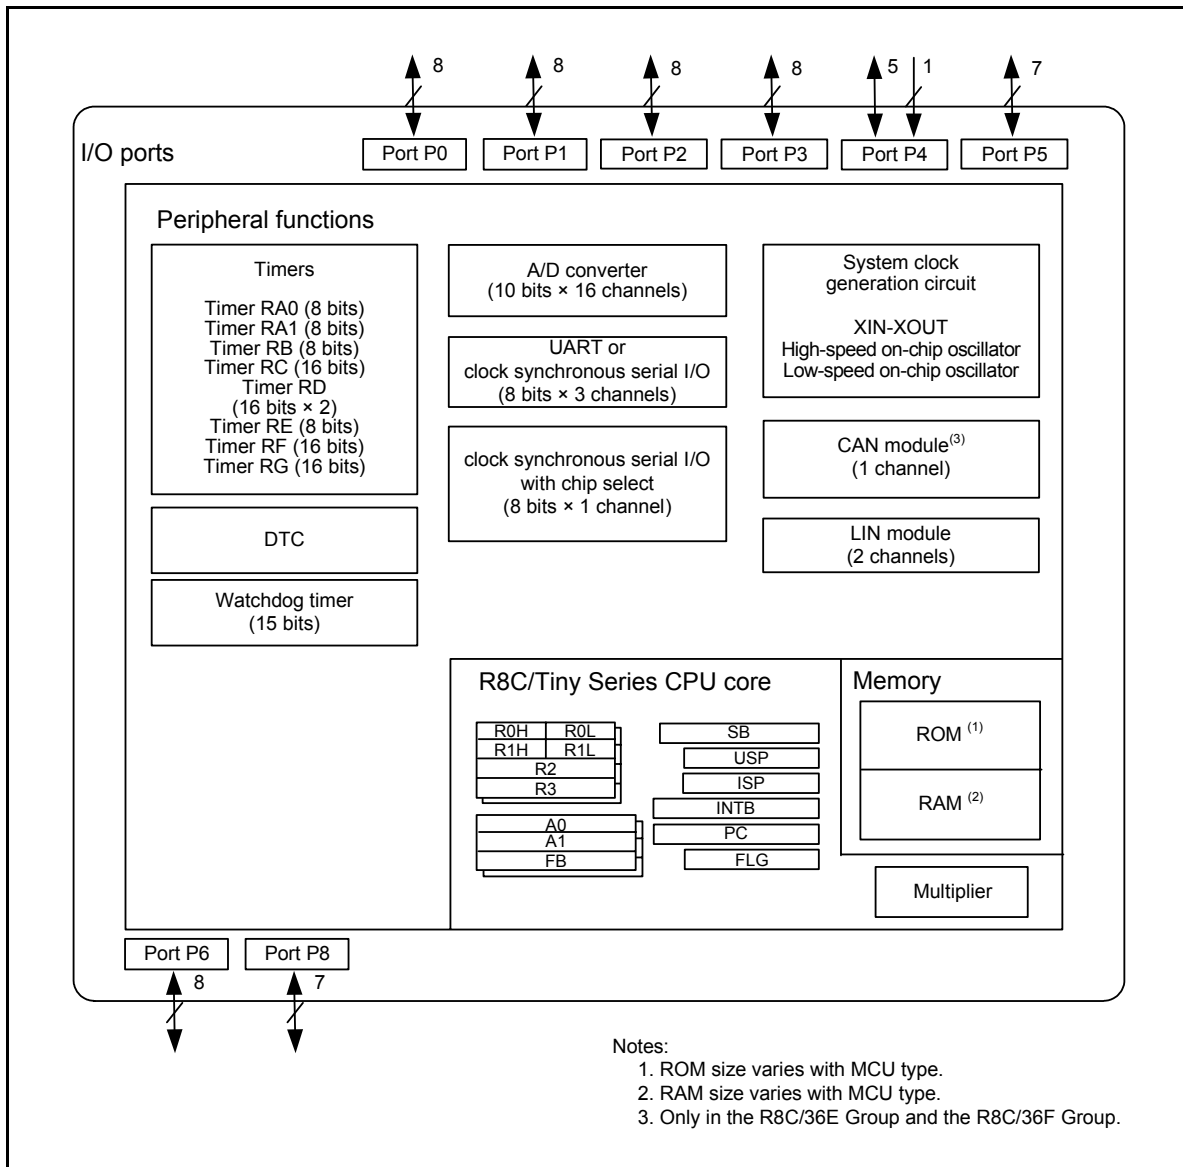 8 8 8 8 5 1 7
I/O ports
Port P0 Port P1 Port P2 Port P3 Port P4 Port P5
Peripheral functions
Timers
Timer RA0 (8 bits)
Timer RA1 (8 bits)
Timer RB (8 bits)
Timer RC (16 bits)
Timer RD
(16 bits × 2)
Timer RE (8 bits)
Timer RF (16 bits)
Timer RG (16 bits)
DTC
Watchdog timer
(15 bits)
A/D converter
(10 bits × 16 channels)
UART or
clock synchronous serial I/O
(8 bits × 3 channels)
clock synchronous serial I/O
with chip select
(8 bits × 1 channel)
System clock
generation circuit
XIN-XOUT
High-speed on-chip oscillator
Low-speed on-chip oscillator
CAN module(3)
(1 channel)
LIN module
(2 channels)
R8C/Tiny Series CPU core
R0H R0L
R1H R1L
R2
R3
A0
A1
FB
SB
USP
ISP
INTB
PC
FLG
Memory
ROM (1)
RAM (2)
Multiplier
Port P6 Port P8
8 7
Notes:
1. ROM size varies with MCU type.
2. RAM size varies with MCU type.
3. Only in the R8C/36E Group and the R8C/36F Group.